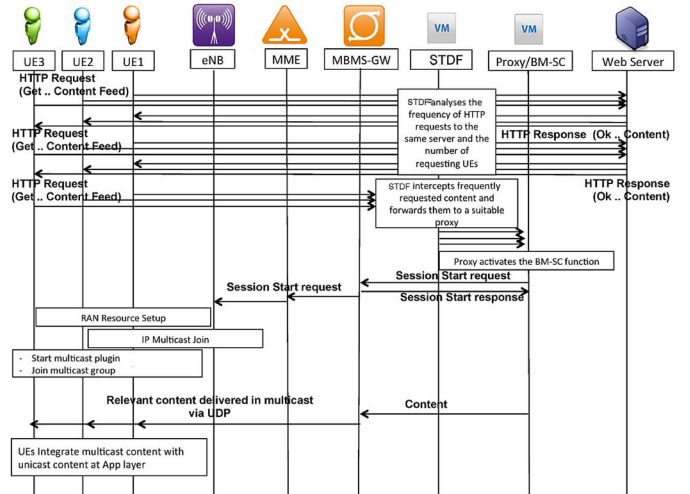 VM
VM
UE3
UE2
UE1
eNB
MME
MBMS-GW
STDF
Proxy/BM-SC
Web Server
HTTP Request
(Get .. Content Feed)
STDF analyses the
frequency of HTTP
requests to the
same server and the
number of
requesting UEs
HTTP Request
(Get .. Content Feed)
HTTP Response (Ok .. Content)
HTTP Request
(Get .. Content Feed)
STDF intercepts frequently
requested content and
forwards them to a suitable
proxy
HTTP Response
(Ok .. Content)
Proxy activates the BM-SC function
Session Start request
Session Start request
Session Start response
RAN Resource Setup
IP Multicast Join
- Start multicast plugin
- Join multicast group
Relevant content delivered in multicast
via UDP
Content
UEs Integrate multicast content with
unicast content at App layer